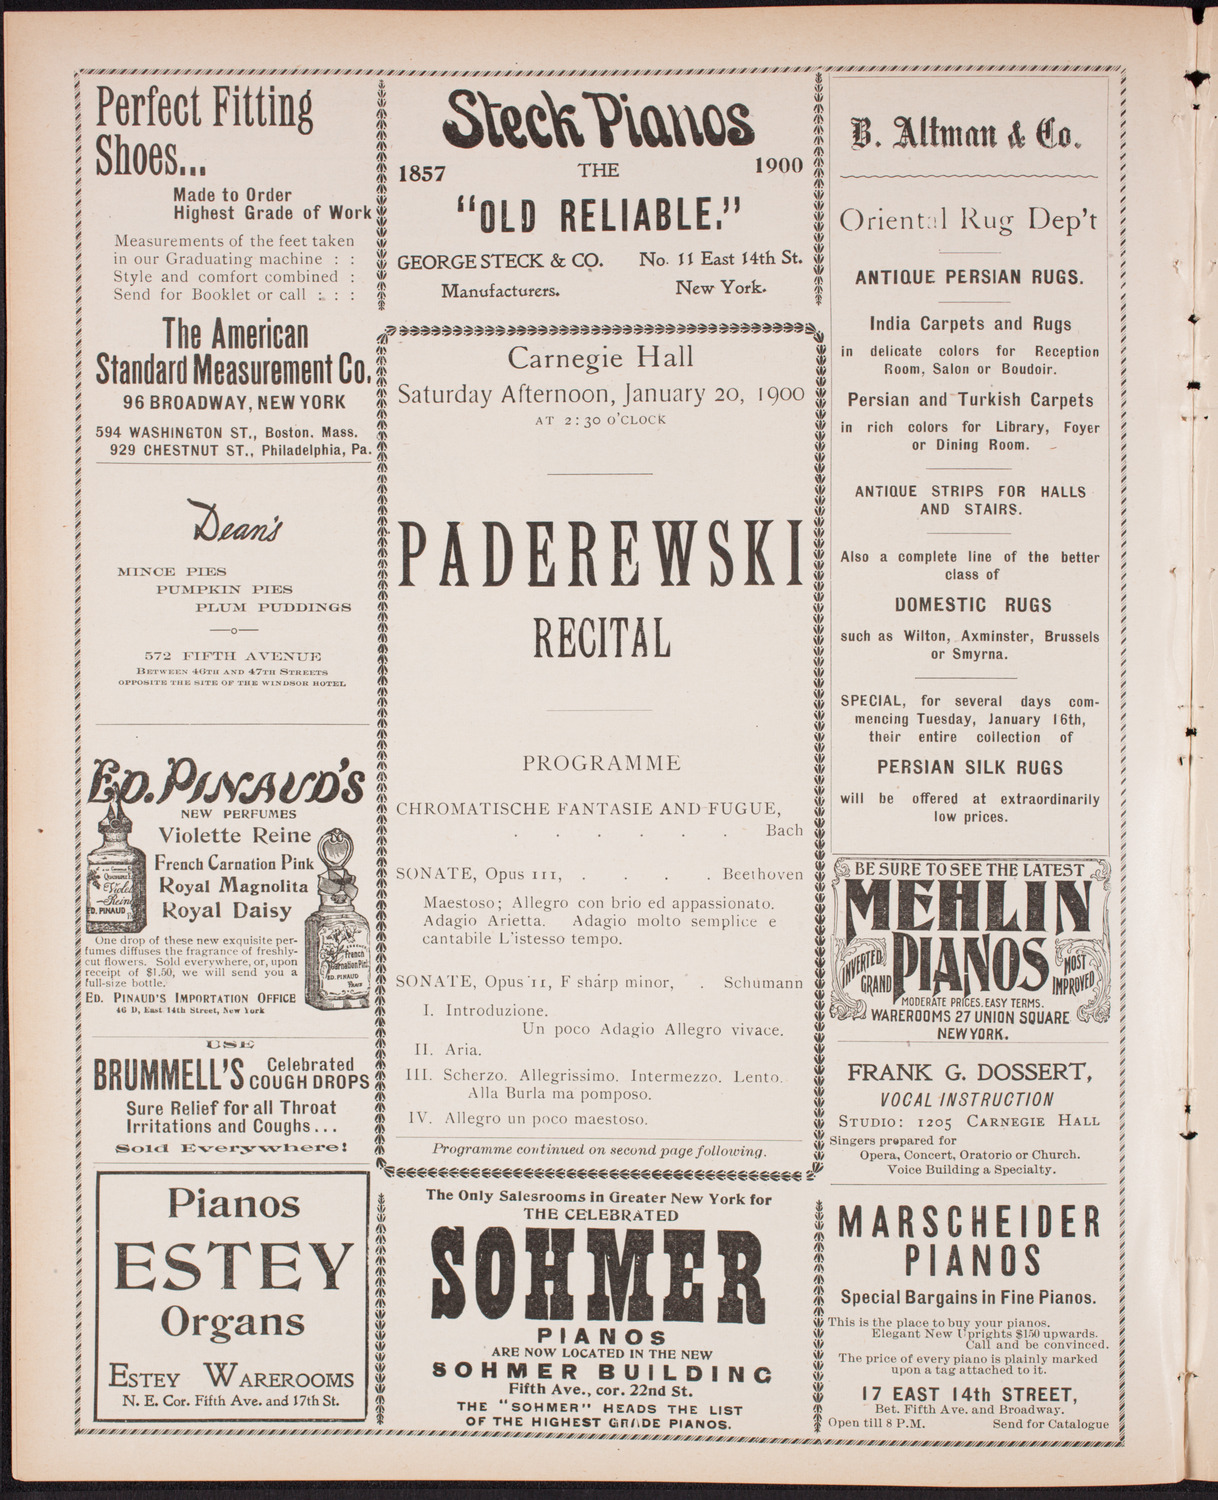 Perfect Fitting
Shoes...
Made to Order
Highest Grade of Work
Measurements of the feet taken
in our Graduating machine : :
Style and comfort combined :
Send for Booklet or call : : :
The American
Standard Measurement Co.
96 BROADWAY, NEW YORK
594 WASHINGTON ST., Boston. Mass.
929 CHESTNUT ST., Philadelphia, Pa.
Dean's
MINCE PIES
PUMPKIN PIES
PLUM PUDDINGS
572 FIFTH AVENUE
BETWEEN 46TH AND 47TH STREETS
OPPOSITE THE SITE OF THE WINDSOR HOTEL
ED. PINAUD'S
NEW PERFUMES
Violette Reine
French Carnation Pink
Royal Magnolita
Royal Daisy
One drop of these new exquisite per-
fumes diffuses the fragrance of freshly-
cut flowers. Sold everywhere, or, upon
receipt of $1.50, we will send you a
full-size bottle.
ED. PINAUD'S IMPORTATION OFFICE
46 D, East 14th Street, New York
USE
BRUMMELL'S Celebrated
COUGH DROPS
Sure Relief for all Throat
Irritations and Coughs...
Sold Everywhere!
Pianos
ESTEY
Organs
ESTEY WAREROOMS
N. E. Cor. Fifth Ave. and 17th St.
Steck Pianos
1857 THE 1900
"OLD RELIABLE."
GEORGE STECK & CO. No. 11 East 14th St.
Manufacturers. New York.
Carnegie Hall
Saturday Afternoon, January 20, 1900
AT 2:30 O'CLOCK
PADEREWSKI
RECITAL
PROGRAMME
CHROMATISCHE FANTASIE AND FUGUE,
. . . . . . Bach
SONATE, Opus 111, . . . . Beethoven
Maestoso; Allegro con brio ed appassionato.
Adagio Arietta. Adagio molto semplice e
cantabile L'istesso tempo.
SONATE, Opus 11, F sharp minor, . Schumann
I. Introduzione.
Un poco Adagio Allegro vivace.
II. Aria.
III. Scherzo. Allegrissimo. Intermezzo. Lento.
Alla Burla ma pomposo.
IV. Allegro un poco maestoso.
Programme continued on second page following.
The Only Salesrooms in Greater New York for
THE CELEBRATED
SOHMER
PIANOS
ARE NOW LOCATED IN THE NEW
SOHMER BUILDING
Fifth Ave., cor. 22nd St.
THE "SOHMER" HEADS THE LIST
OF THE HIGHEST GRADE PIANOS.
B. Altman & Co.
Oriental Rug Dep't
ANTIQUE PERSIAN RUGS.
India Carpets and Rugs
in delicate colors for Reception
Room, Salon or Boudoir.
Persian and Turkish Carpets
in rich colors for Library, Foyer
or Dining Room.
ANTIQUE STRIPS FOR HALLS
AND STAIRS.
Also a complete line of the better
class of
DOMESTIC RUGS
such as Wilton, Axminster, Brussels
or Smyrna.
SPECIAL, for several days com-
mencing Tuesday, January 16th,
their entire collection of
PERSIAN SILK RUGS
will be offered at extraordinarily
low prices.
BE SURE TO SEE THE LATEST
MEHLIN
INVERTED GRAND PIANOS MOST IMPROVED
MODERATE PRICES. EASY TERMS.
WAREROOMS 27 UNION SQUARE
NEW YORK.
FRANK G. DOSSERT,
VOCAL INSTRUCTION
STUDIO: 1205 CARNEGIE HALL
Singers prepared for
Opera, Concert, Oratorio or Church.
Voice Building a Specialty.
MARSCHEIDER
PIANOS
Special Bargains in Fine Pianos.
This is the place to buy your pianos.
Elegant New Uprights $150 upwards.
Call and be convinced.
The price of every piano is plainly marked
upon a tag attached to it.
17 EAST 14th STREET,
Bet. Fifth Ave. and Broadway.
Open till 8 P.M. Send for Catalogue